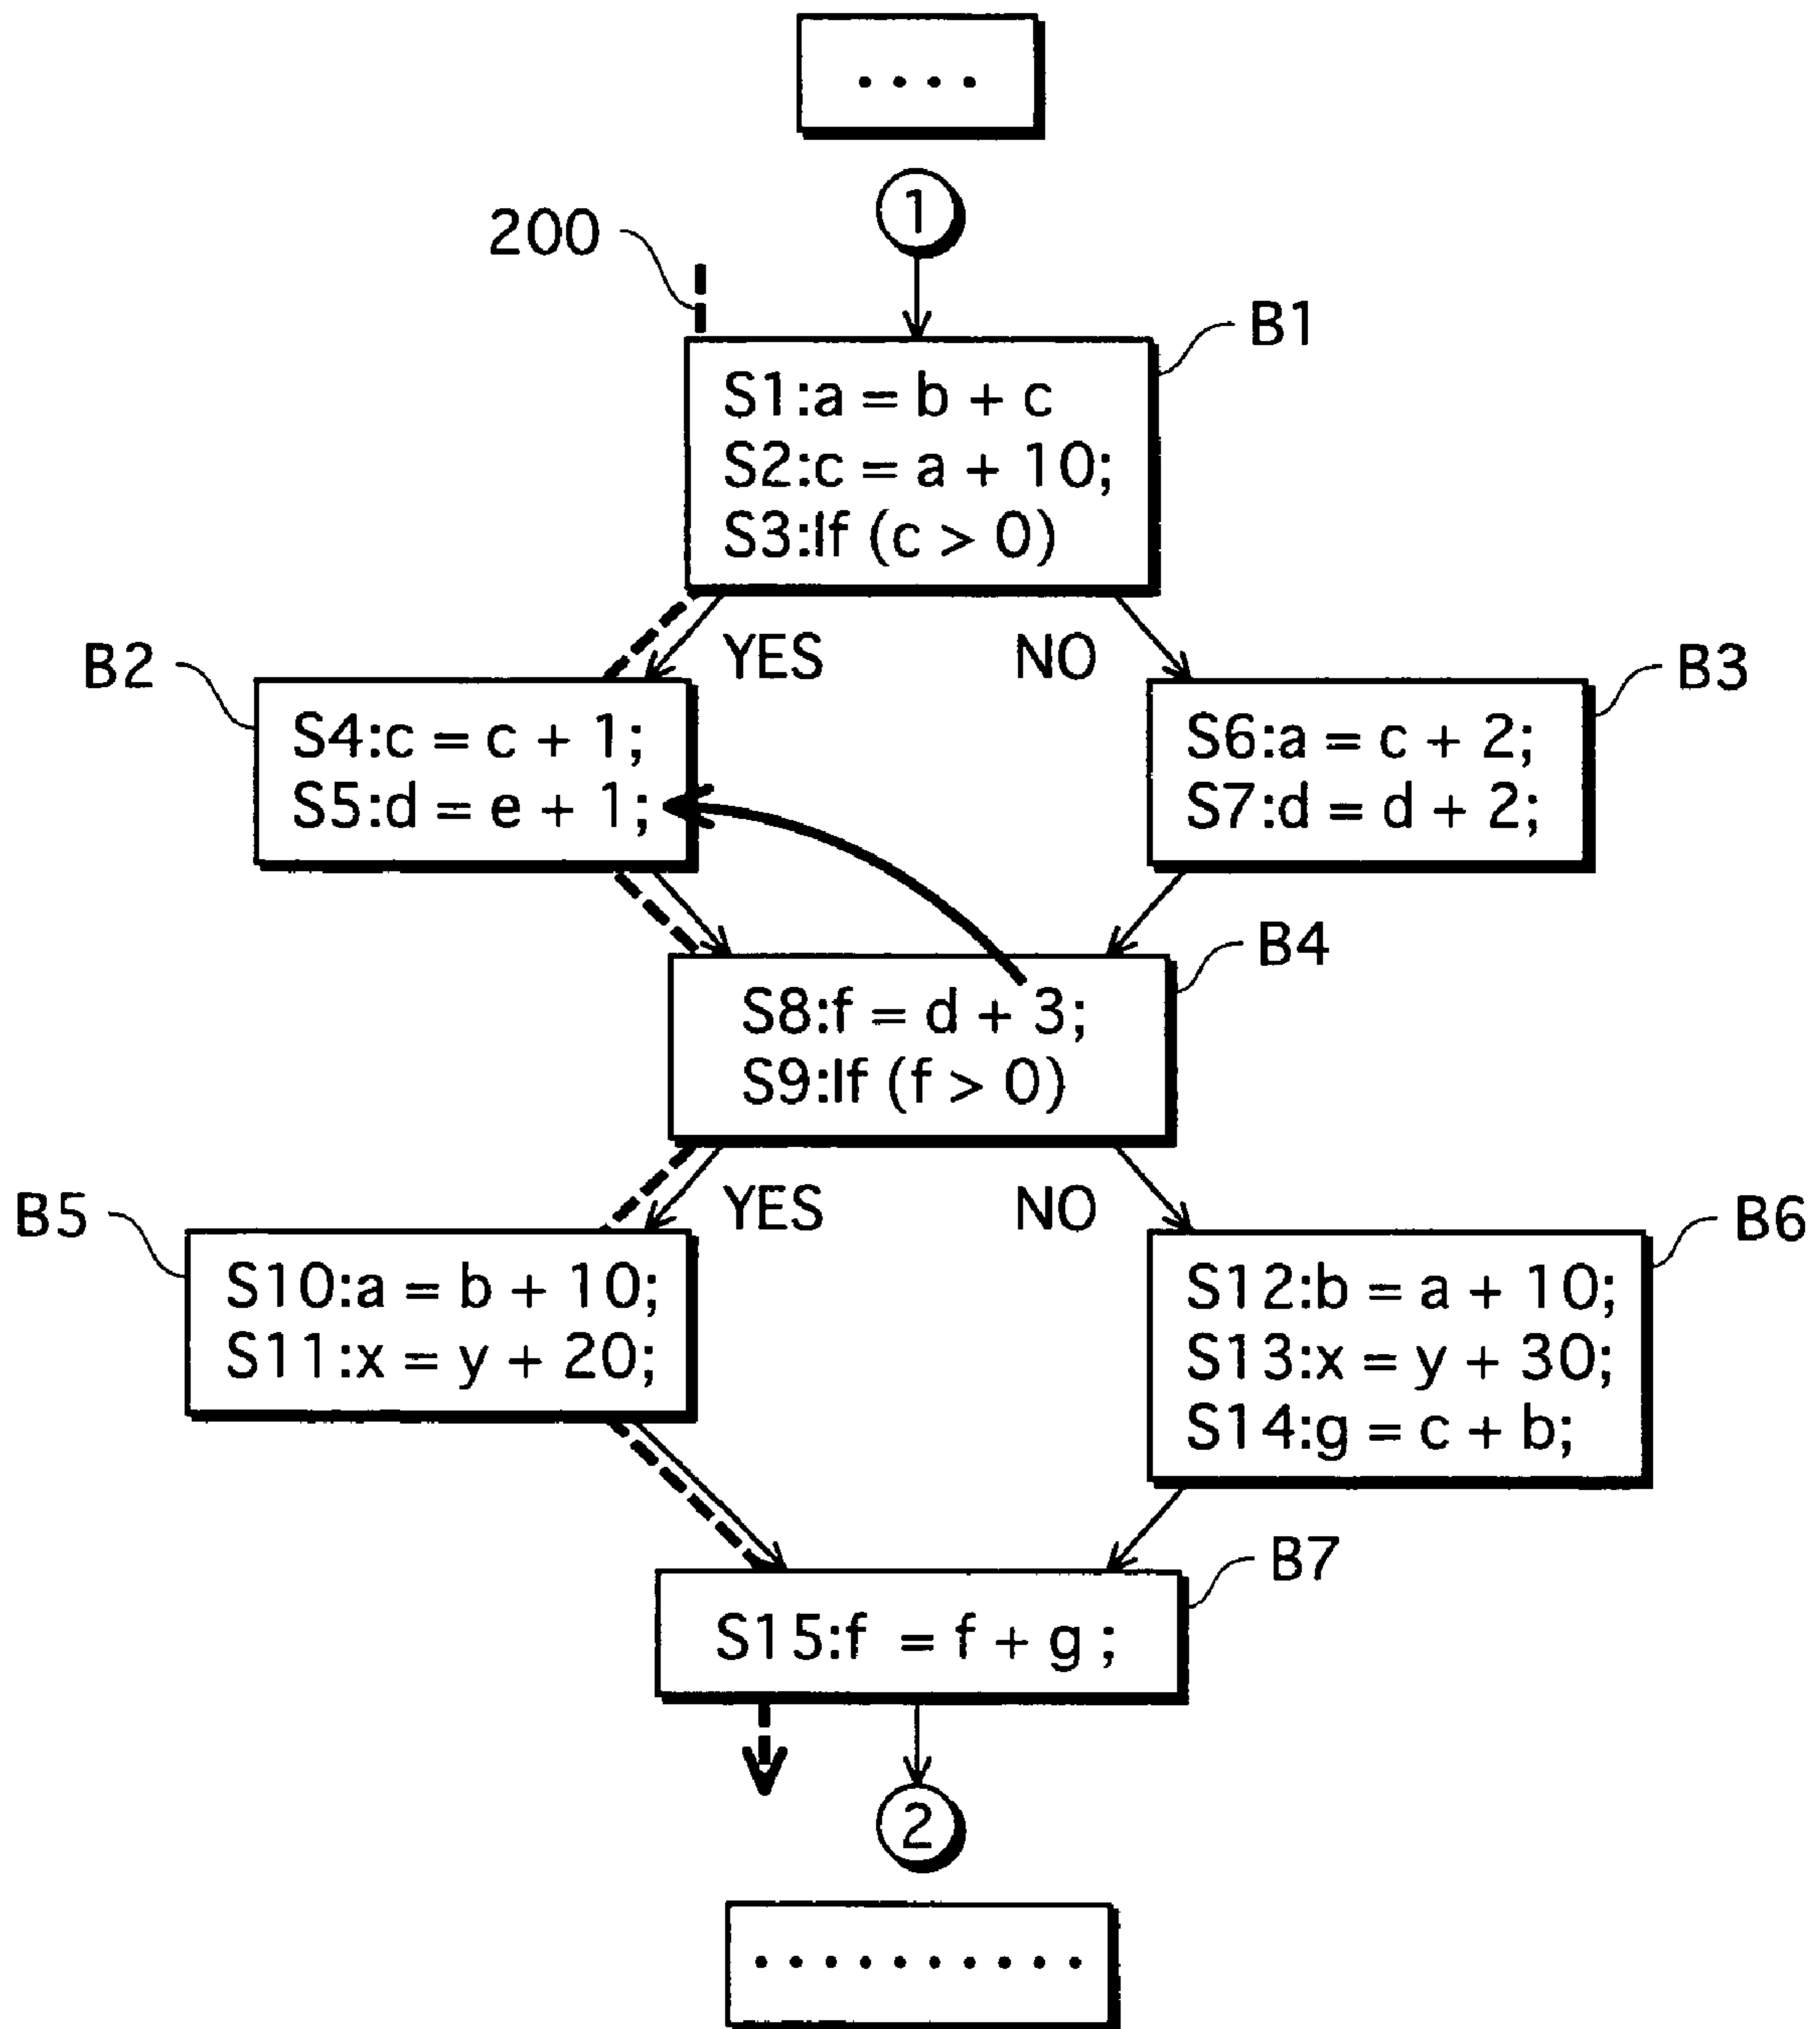 ....
1
200
B1
S1:a = b + c
S2:c = a + 10;
S3:If (c > 0)
YES
NO
B2
B3
S4:c = c + 1;
S5:d = e + 1;
S6:a = c + 2;
S7:d = d + 2;
B4
S8:f = d + 3;
S9:If (f > 0)
YES
NO
B5
B6
S10:a = b + 10;
S11:x = y + 20;
S12:b = a + 10;
S13:x = y + 30;
S14:g = c + b;
B7
S15:f = f + g ;
2
..........